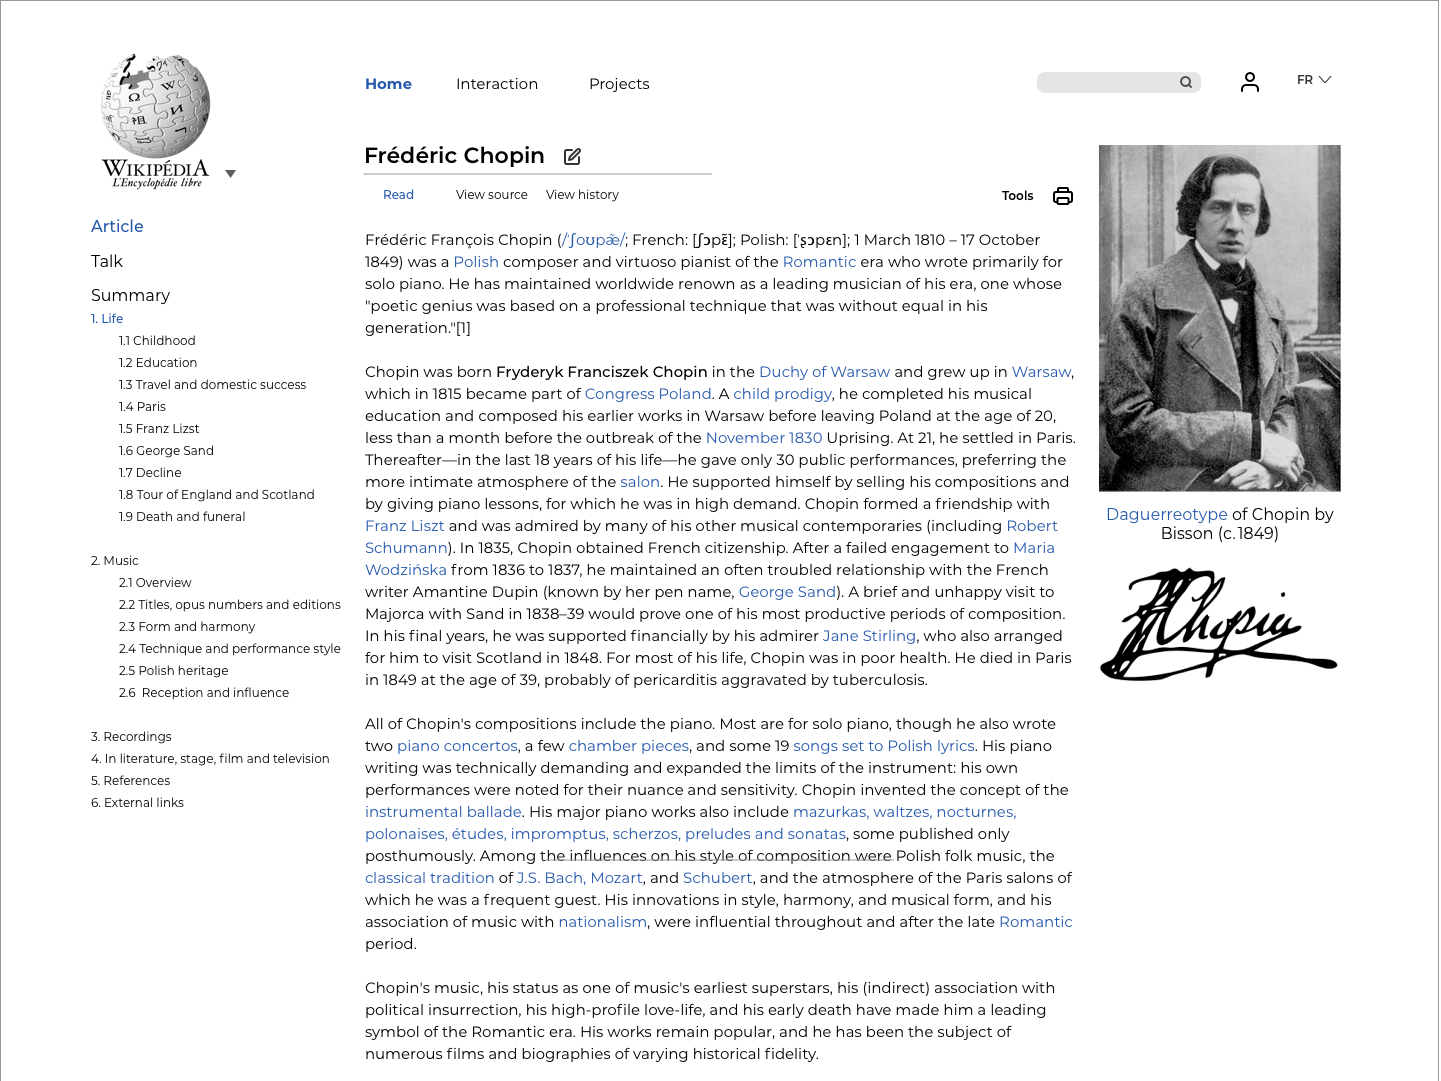 WIKIPÉDIA
L'Encyclopédie libre
Home Interaction Projects
FR
Article
Talk
Summary
1. Life
1.1 Childhood
1.2 Education
1.3 Travel and domestic success
1.4 Paris
1.5 Franz Lizst
1.6 George Sand
1.7 Decline
1.8 Tour of England and Scotland
1.9 Death and funeral
2. Music
2.1 Overview
2.2 Titles, opus numbers and editions
2.3 Form and harmony
2.4 Technique and performance style
2.5 Polish heritage
2.6 Reception and influence
3. Recordings
4. In literature, stage, film and television
5. References
6. External links
Frédéric Chopin
Read View source View history
Tools
Frédéric François Chopin (/ˈʃoʊpæ̃/; French: [ʃɔpɛ̃]; Polish: [ˈʂɔpɛn]; 1 March 1810 – 17 October
1849) was a Polish composer and virtuoso pianist of the Romantic era who wrote primarily for
solo piano. He has maintained worldwide renown as a leading musician of his era, one whose
"poetic genius was based on a professional technique that was without equal in his
generation."[1]
Chopin was born Fryderyk Franciszek Chopin in the Duchy of Warsaw and grew up in Warsaw,
which in 1815 became part of Congress Poland. A child prodigy, he completed his musical
education and composed his earlier works in Warsaw before leaving Poland at the age of 20,
less than a month before the outbreak of the November 1830 Uprising. At 21, he settled in Paris.
Thereafter—in the last 18 years of his life—he gave only 30 public performances, preferring the
more intimate atmosphere of the salon. He supported himself by selling his compositions and
by giving piano lessons, for which he was in high demand. Chopin formed a friendship with
Franz Liszt and was admired by many of his other musical contemporaries (including Robert
Schumann). In 1835, Chopin obtained French citizenship. After a failed engagement to Maria
Wodzińska from 1836 to 1837, he maintained an often troubled relationship with the French
writer Amantine Dupin (known by her pen name, George Sand). A brief and unhappy visit to
Majorca with Sand in 1838–39 would prove one of his most productive periods of composition.
In his final years, he was supported financially by his admirer Jane Stirling, who also arranged
for him to visit Scotland in 1848. For most of his life, Chopin was in poor health. He died in Paris
in 1849 at the age of 39, probably of pericarditis aggravated by tuberculosis.
All of Chopin's compositions include the piano. Most are for solo piano, though he also wrote
two piano concertos, a few chamber pieces, and some 19 songs set to Polish lyrics. His piano
writing was technically demanding and expanded the limits of the instrument: his own
performances were noted for their nuance and sensitivity. Chopin invented the concept of the
instrumental ballade. His major piano works also include mazurkas, waltzes, nocturnes,
polonaises, études, impromptus, scherzos, preludes and sonatas, some published only
posthumously. Among the influences on his style of composition were Polish folk music, the
classical tradition of J.S. Bach, Mozart, and Schubert, and the atmosphere of the Paris salons of
which he was a frequent guest. His innovations in style, harmony, and musical form, and his
association of music with nationalism, were influential throughout and after the late Romantic
period.
Chopin's music, his status as one of music's earliest superstars, his (indirect) association with
political insurrection, his high-profile love-life, and his early death have made him a leading
symbol of the Romantic era. His works remain popular, and he has been the subject of
numerous films and biographies of varying historical fidelity.
Daguerreotype of Chopin by
Bisson (c. 1849)
FChopin